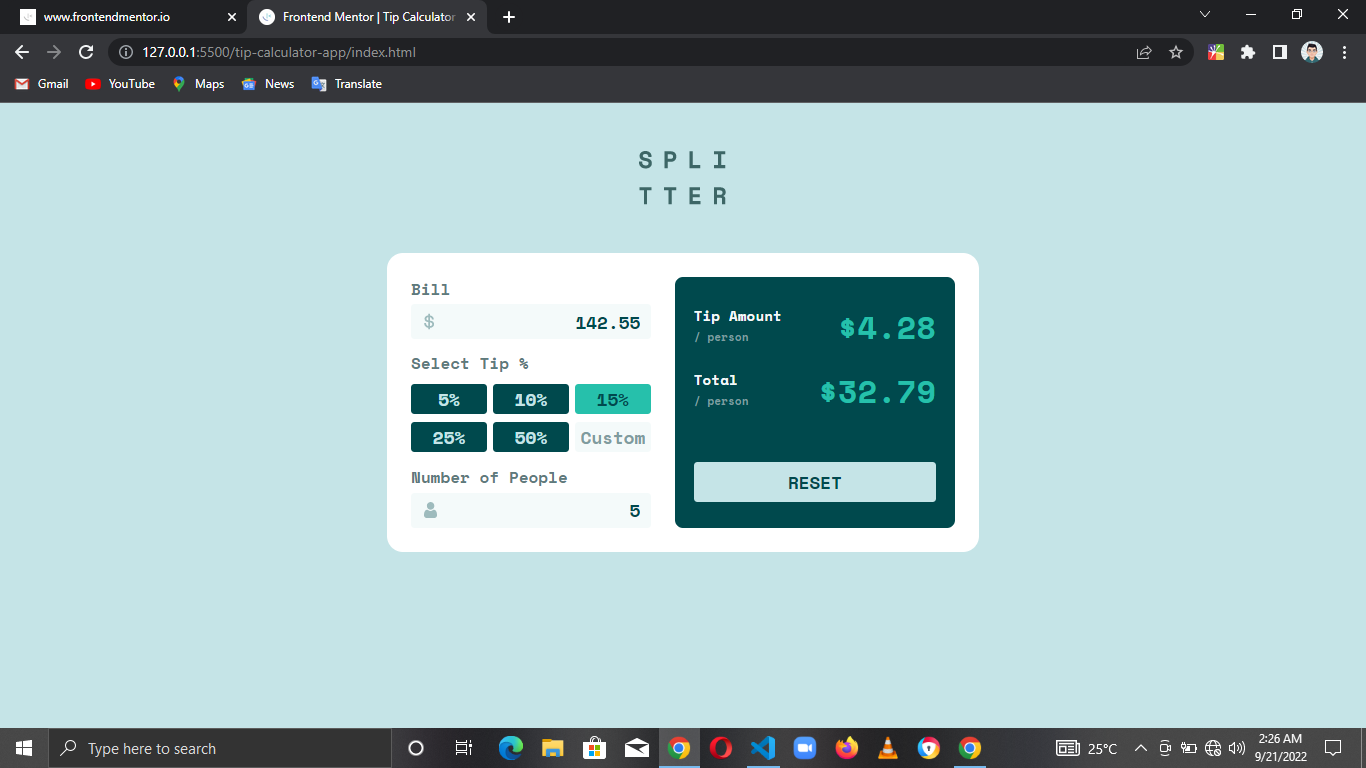 www.frontendmentor.io
Frontend Mentor | Tip Calculator
127.0.0.1:5500/tip-calculator-app/index.html
Gmail YouTube Maps News Translate
SPLI
TTER
Bill
$ 142.55
Select Tip %
5% 10% 15%
25% 50% Custom
Number of People
5
Tip Amount
/ person
$4.28
Total
/ person
$32.79
RESET
Type here to search
25°C
2:26 AM
9/21/2022